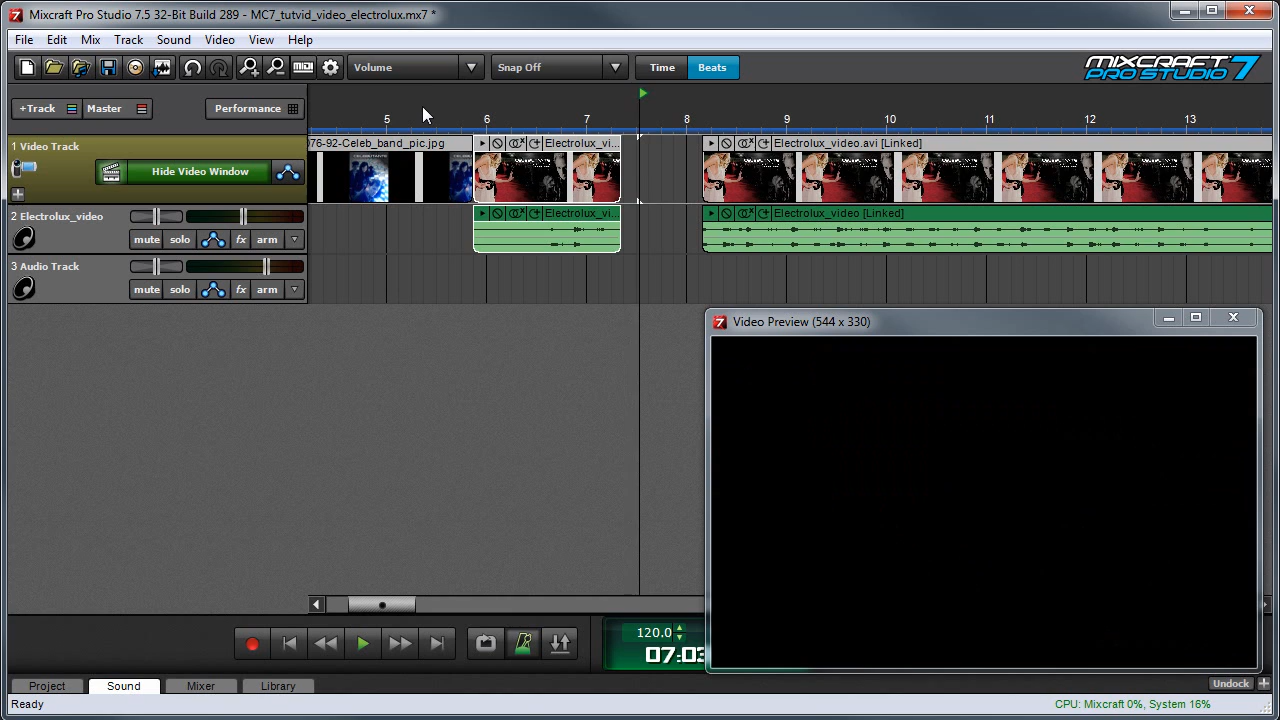 Mixcraft Pro Studio 7.5 32-Bit Build 289 - MC7_tutvid_video_electrolux.mx7 *
File Edit Mix Track Sound Video View Help
Volume Snap Off Time Beats MIXCRAFT PRO STUDIO 7
+Track Master Performance
5 6 7 8 9 10 11 12 13
1 Video Track
076-92-Celeb_band_pic.jpg Electrolux_vi... Electrolux_video.avi [Linked]
Hide Video Window
2 Electrolux_video Electrolux_vi... Electrolux_video [Linked]
mute solo fx arm
3 Audio Track
mute solo fx arm
Video Preview (544 x 330)
120.0
07:03
Project Sound Mixer Library Undock
Ready CPU: Mixcraft 0%, System 16%